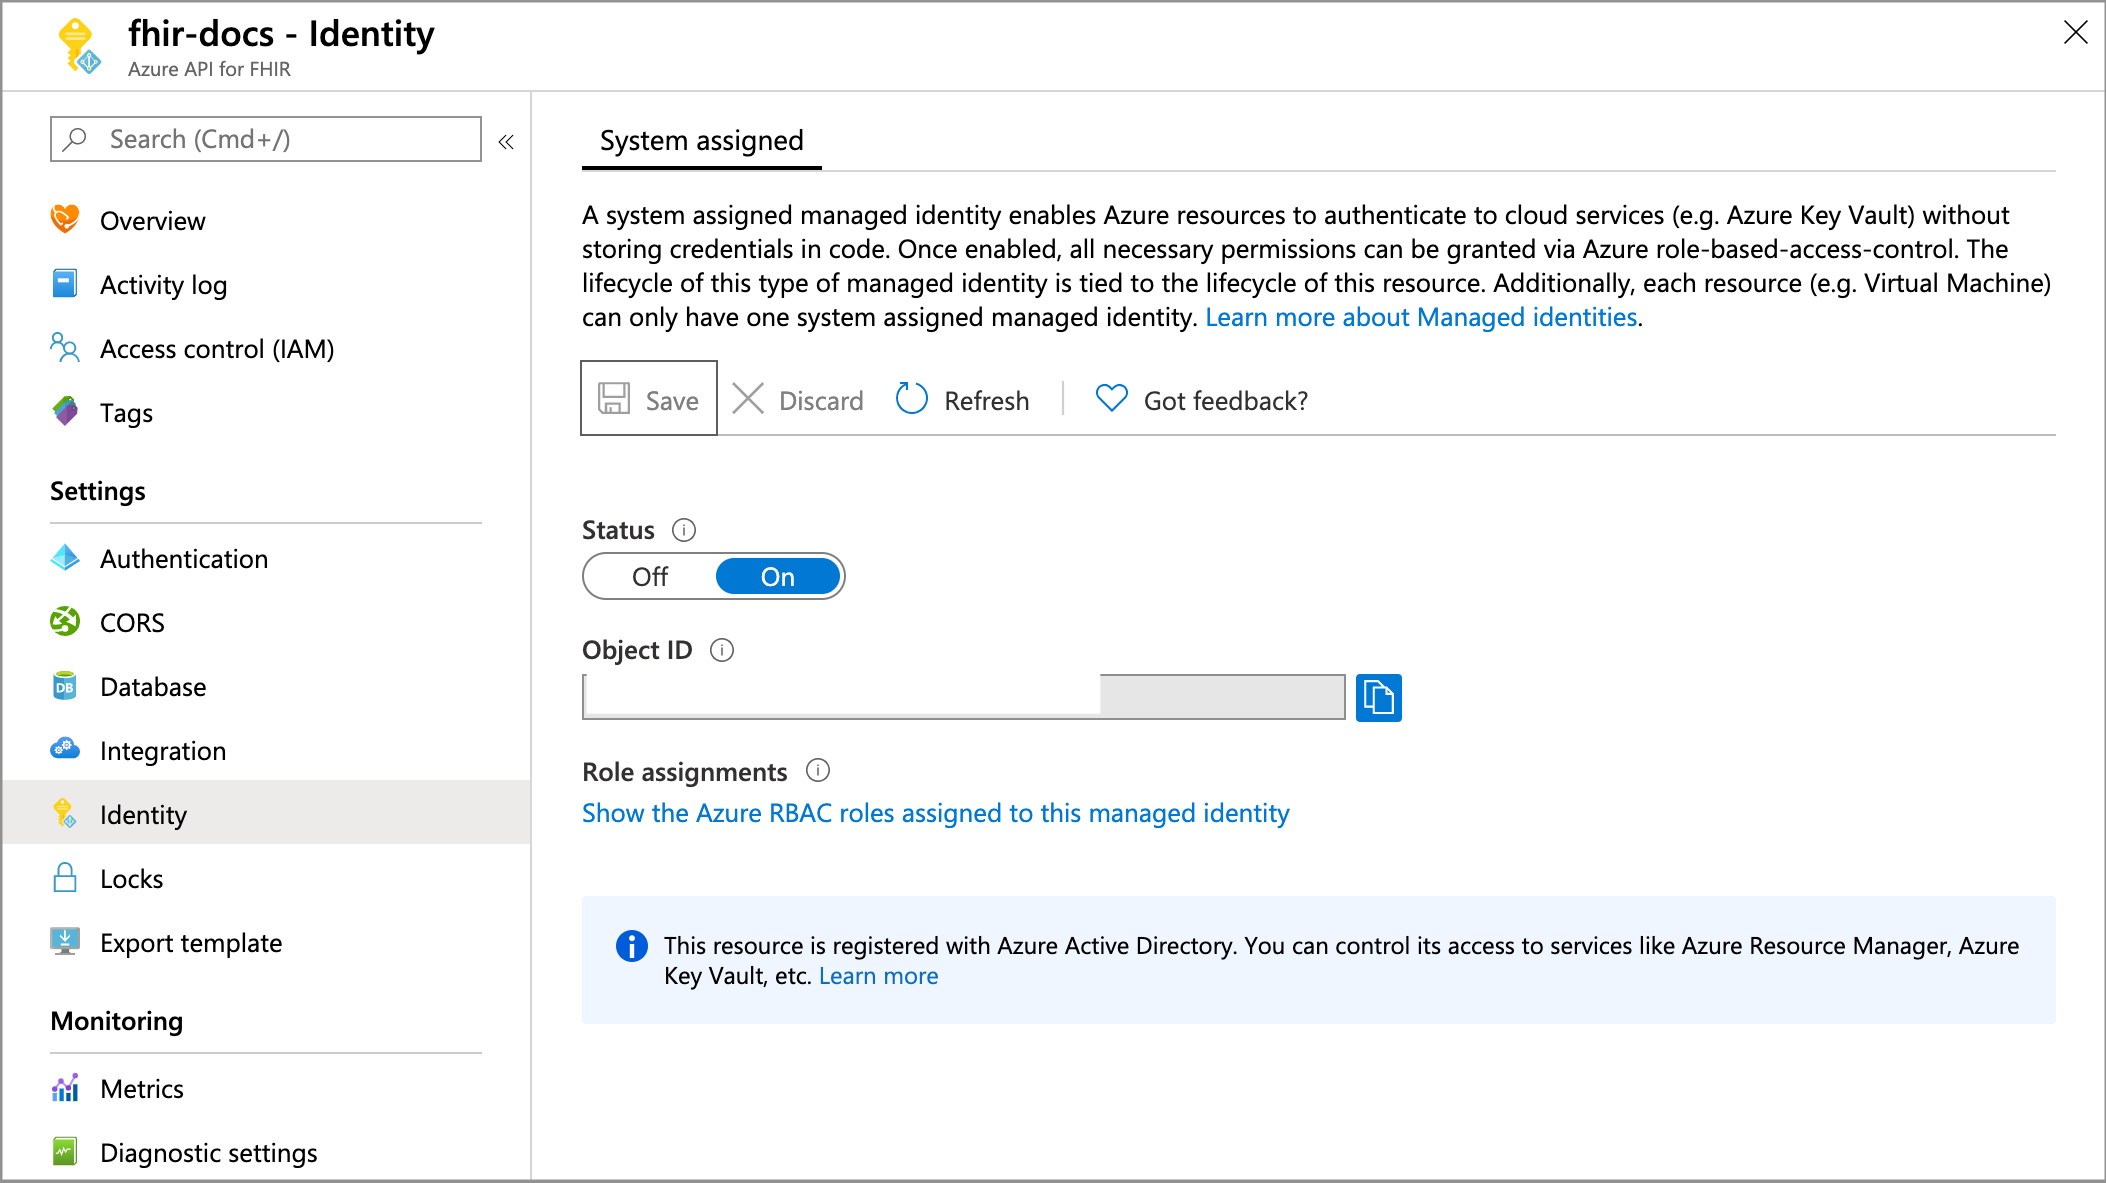 fhir-docs - Identity
Azure API for FHIR
Search (Cmd+/)
«
Overview
Activity log
Access control (IAM)
Tags
Settings
Authentication
CORS
DB
Database
Integration
Identity
Locks
Export template
Monitoring
Metrics
Diagnostic settings
System assigned
A system assigned managed identity enables Azure resources to authenticate to cloud services (e.g. Azure Key Vault) without
storing credentials in code. Once enabled, all necessary permissions can be granted via Azure role-based-access-control. The
lifecycle of this type of managed identity is tied to the lifecycle of this resource. Additionally, each resource (e.g. Virtual Machine)
can only have one system assigned managed identity. Learn more about Managed identities.
Save Discard Refresh Got feedback?
Status
Off On
Object ID
Role assignments
Show the Azure RBAC roles assigned to this managed identity
This resource is registered with Azure Active Directory. You can control its access to services like Azure Resource Manager, Azure
Key Vault, etc. Learn more